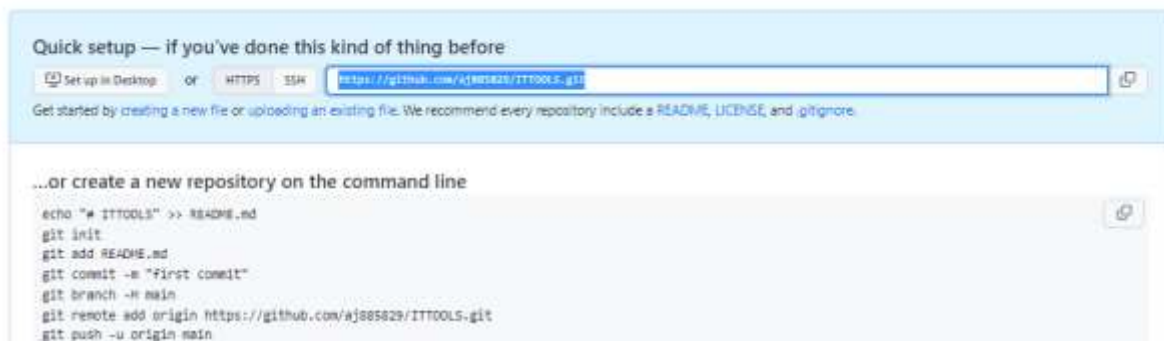 Quick setup — if you've done this kind of thing before
Set up in Desktop or HTTPS SSH https://github.com/aj885829/ITTOOLS.git
Get started by creating a new file or uploading an existing file. We recommend every repository include a README, LICENSE, and .gitignore.
...or create a new repository on the command line
echo "# ITTOOLS" >> README.md
git init
git add README.md
git commit -m "first commit"
git branch -M main
git remote add origin https://github.com/aj885829/ITTOOLS.git
git push -u origin main